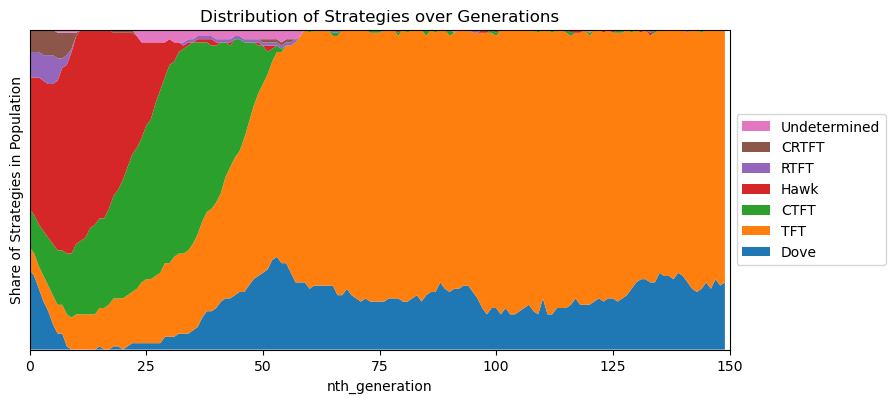 Distribution of Strategies over Generations
Share of Strategies in Population
Undetermined
CRTFT
RTFT
Hawk
CTFT
TFT
Dove
0 25 50 75 100 125 150
nth_generation